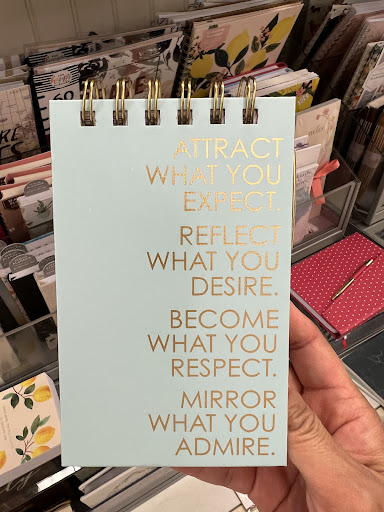 ATTRACT
WHAT YOU
EXPECT.
REFLECT
WHAT YOU
DESIRE.
BECOME
WHAT YOU
RESPECT.
MIRROR
WHAT YOU
ADMIRE.